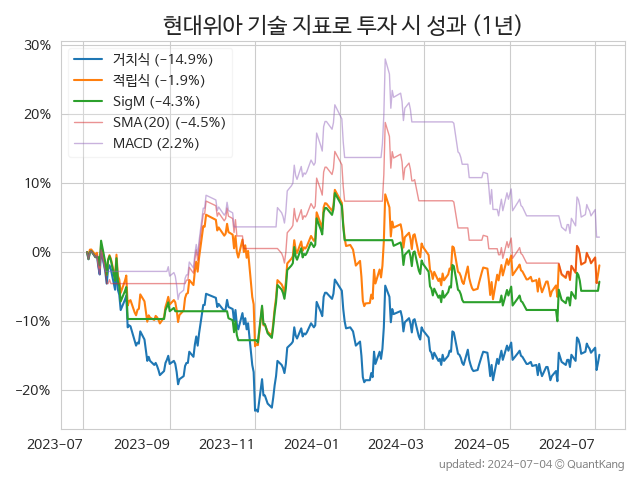 현대위아 기술 지표로 투자 시 성과 (1년)
30%
20%
10%
0%
−10%
−20%
거치식 (−14.9%)
적립식 (−1.9%)
SigM (−4.3%)
SMA(20) (−4.5%)
MACD (2.2%)
2023-07 2023-09 2023-11 2024-01 2024-03 2024-05 2024-07
updated: 2024-07-04 © QuantKang